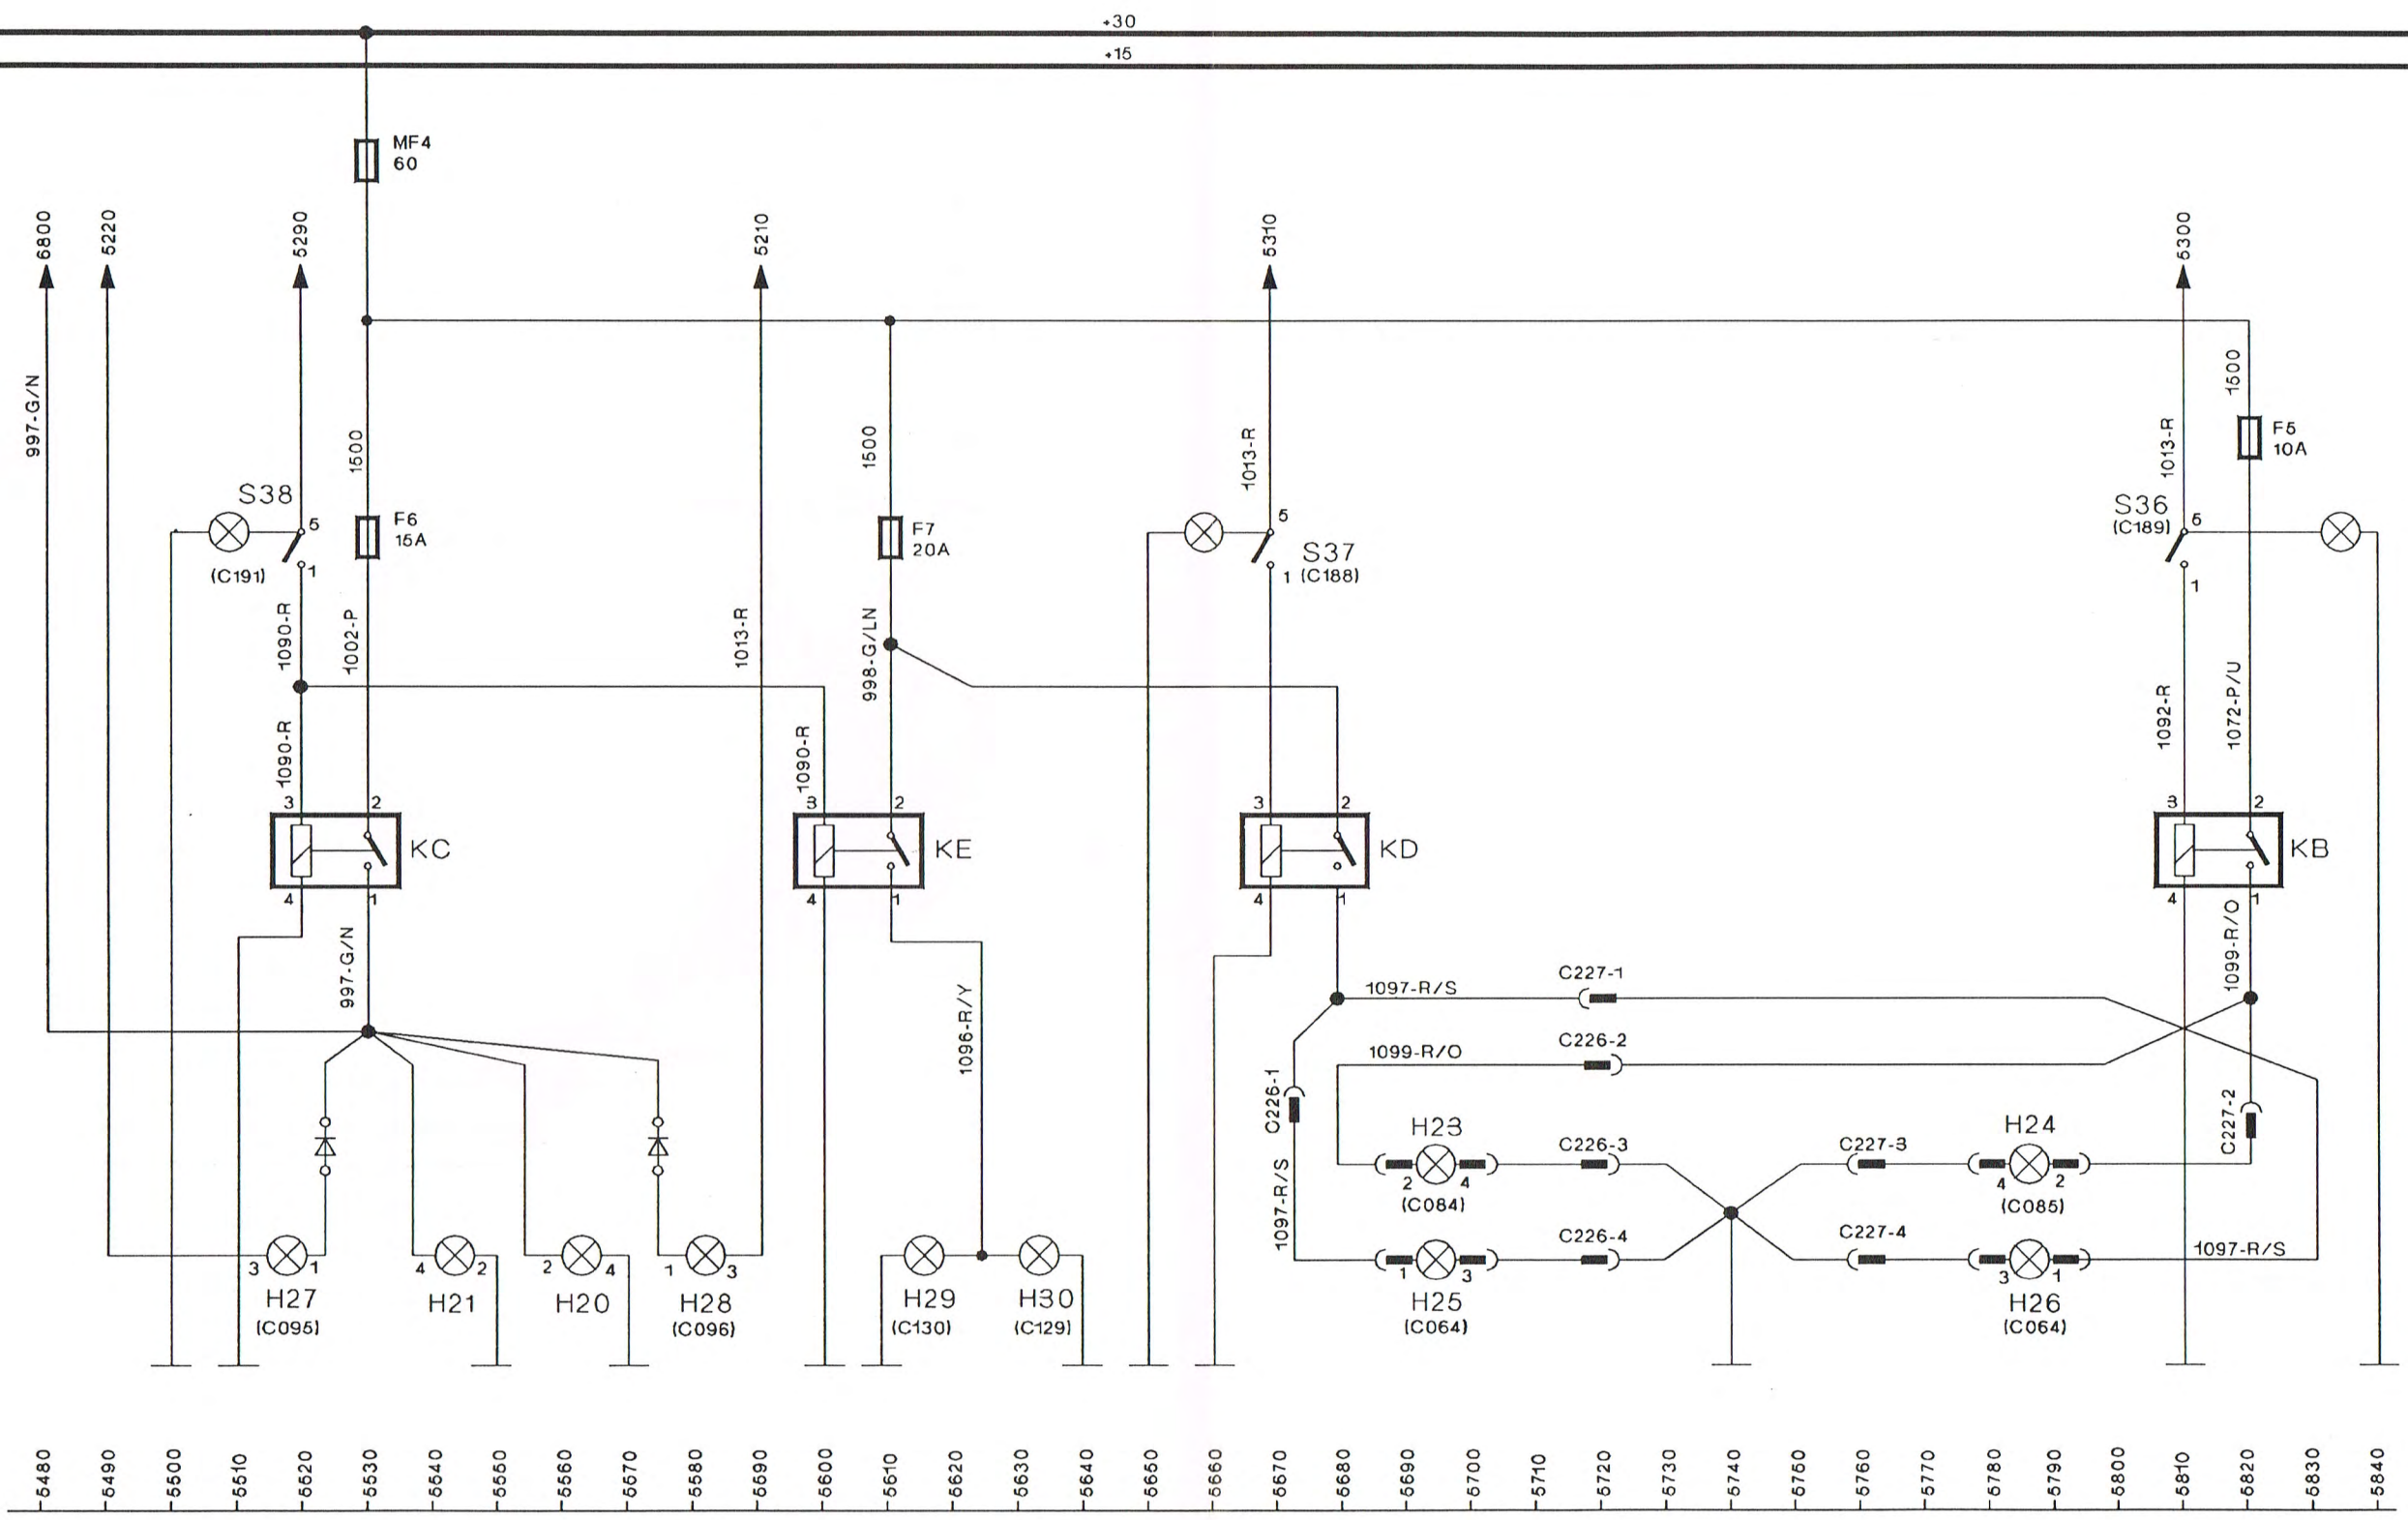 +30
+15
MF4
60
6800
5220
5290
5210
5310
5300
997-G/N
1500
1500
1013-R
1013-R
1500
F5
10A
S38
5
(C191)
1
F6
15A
F7
20A
5
S37
1 (C188)
S36
(C189)
5
1
1090-R
1002-P
1013-R
998-G/LN
1092-R
1072-P/U
1090-R
1090-R
3
2
KC
4
1
3
2
KE
4
1
3
2
KD
4
1
3
2
KB
4
1
997-G/N
1096-R/Y
1097-R/S
C227-1
1099-R/O
1099-R/O
C226-2
C226-1
1097-R/S
H23
2
4
(C084)
C226-3
C227-3
H24
4
2
(C085)
C227-2
C226-4
C227-4
1
3
H25
(C064)
3
1
H26
(C064)
1097-R/S
3
1
H27
(C095)
4
2
H21
2
4
H20
1
3
H28
(C096)
H29
(C130)
H30
(C129)
5480
5490
5500
5510
5520
5530
5540
5550
5560
5570
5580
5590
5600
5610
5620
5630
5640
5650
5660
5670
5680
5690
5700
5710
5720
5730
5740
5750
5760
5770
5780
5790
5800
5810
5820
5830
5840